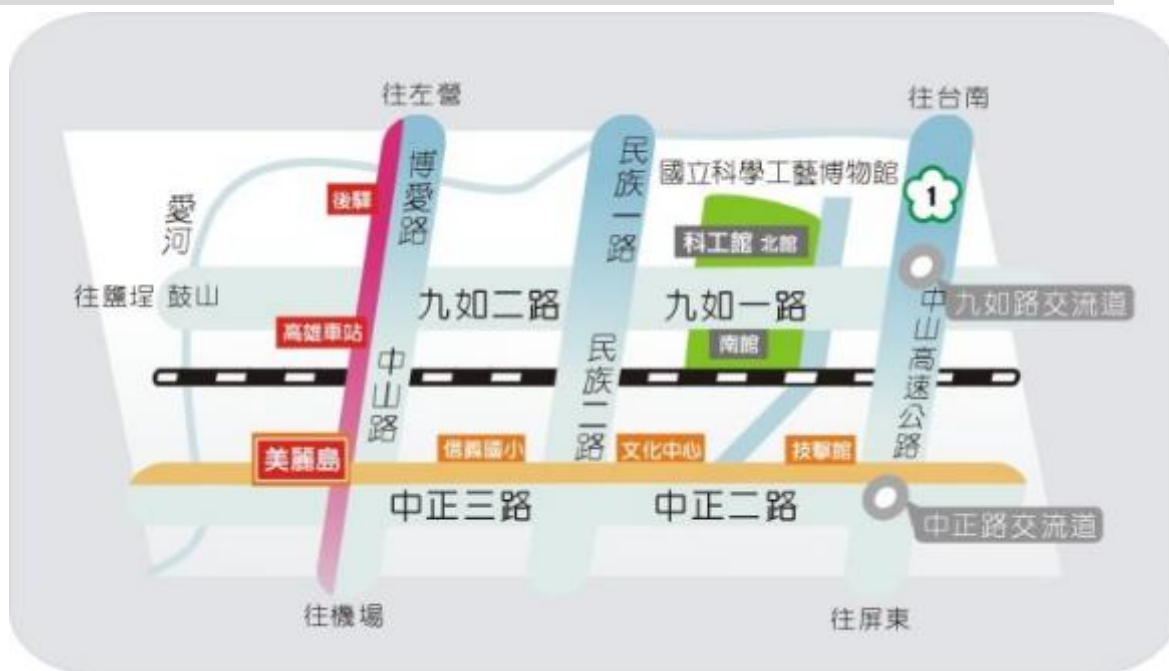 往左營
往台南
博愛路
民族一路
國立科學工藝博物館
1
後驛
愛河
科工館 北館
往鹽埕 鼓山
九如二路
九如一路
九如路交流道
高雄車站
南館
中山路
民族二路
中山高速公路
美麗島
信義國小
文化中心
技擊館
中正三路
中正二路
中正路交流道
往機場
往屏東